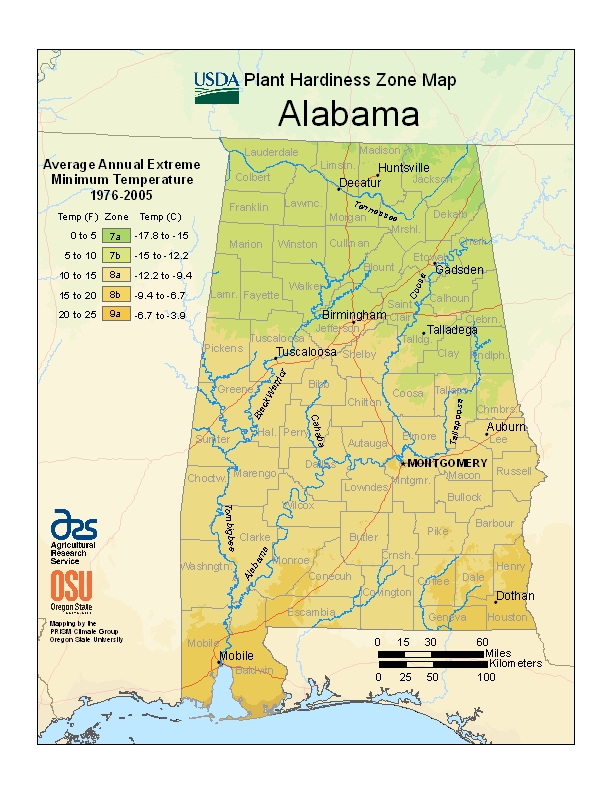 USDA Plant Hardiness Zone Map
Alabama
Average Annual Extreme
Minimum Temperature
1976-2005
Temp (F) Zone Temp (C)
0 to 5 7a -17.8 to -15
5 to 10 7b -15 to -12.2
10 to 15 8a -12.2 to -9.4
15 to 20 8b -9.4 to -6.7
20 to 25 9a -6.7 to -3.9
Lauderdale
Limstn.
Madison
Huntsville
Jackson
Colbert
Decatur
Franklin
Lawrnc.
Morgan
Tennessee
Mrshl.
Dekalb
Marion
Winston
Cullman
Etowah
Cher.
Gadsden
Blount
Walker
Lamr.
Fayette
Coosa
Saint
Clair
Calhoun
Birmingham
Jefferson
Clebrn.
Talladega
Talldg.
Tuscaloosa
Tuscaloosa
Pickens
Shelby
Clay
Rndlph.
Black Warrior
Greene
Bibb
Chilton
Coosa
Tallap.
Tallapoosa
Chmbrs.
Hal.
Perry
Cahaba
Sumter
Autauga
Elmore
Auburn
Lee
Choctw.
Marengo
Dallas
MONTGOMERY
Mntgmr.
Macon
Russell
Lowndes
Bullock
Wilcox
Tombigbee
Clarke
Alabama
Monroe
Butler
Pike
Barbour
Washngtn.
Conecuh
Crnsh.
Covington
Coffee
Dale
Henry
Dothan
Escambia
Geneva
Houston
Mobile
Mobile
Baldwin
ars
Agricultural
Research
Service
OSU
Oregon State
University
Mapping by the
PRISM Climate Group
Oregon State University
0 15 30 60
Miles
Kilometers
0 25 50 100